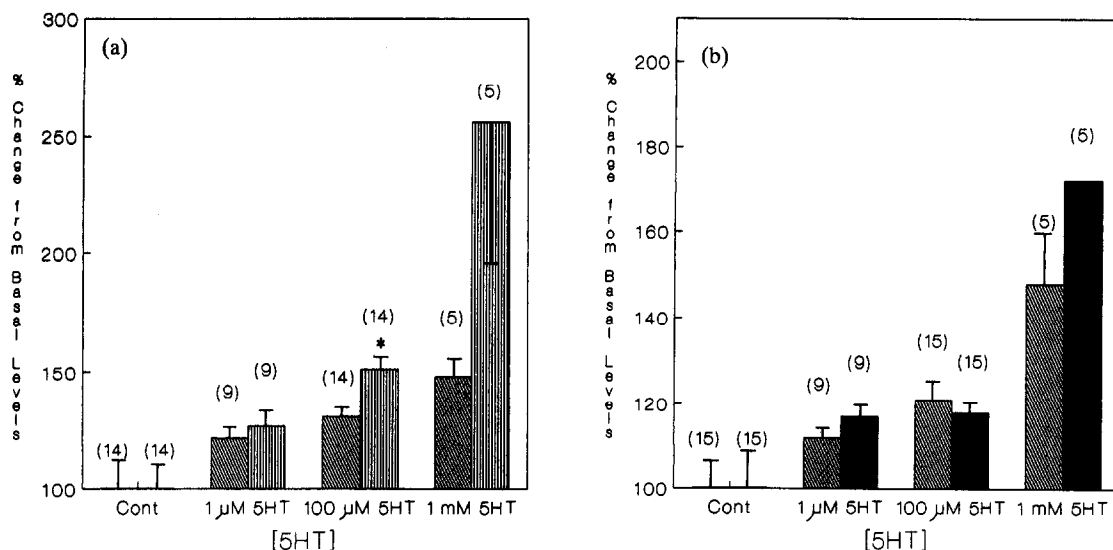 (a)
% Change from Basal Levels
300
250
200
150
100
(14) (14)
(9) (9)
(14) (14)
*
(5) (5)
Cont 1 µM 5HT 100 µM 5HT 1 mM 5HT
[5HT]
(b)
% Change from Basal Levels
200
180
160
140
120
100
(15) (15)
(9) (9)
(15) (15)
(5) (5)
Cont 1 µM 5HT 100 µM 5HT 1 mM 5HT
[5HT]